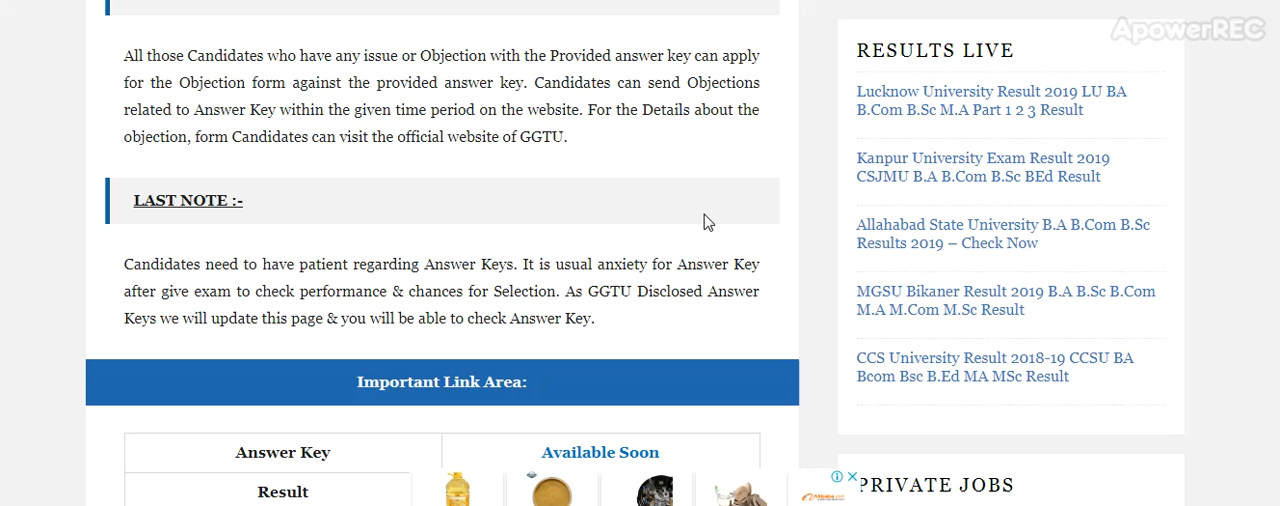 ApowerREC
All those Candidates who have any issue or Objection with the Provided answer key can apply
for the Objection form against the provided answer key. Candidates can send Objections
related to Answer Key within the given time period on the website. For the Details about the
objection, form Candidates can visit the official website of GGTU.
LAST NOTE :-
Candidates need to have patient regarding Answer Keys. It is usual anxiety for Answer Key
after give exam to check performance & chances for Selection. As GGTU Disclosed Answer
Keys we will update this page & you will be able to check Answer Key.
Important Link Area:
Answer Key Available Soon
Result
RESULTS LIVE
Lucknow University Result 2019 LU BA
B.Com B.Sc M.A Part 1 2 3 Result
Kanpur University Exam Result 2019
CSJMU B.A B.Com B.Sc BEd Result
Allahabad State University B.A B.Com B.Sc
Results 2019 – Check Now
MGSU Bikaner Result 2019 B.A B.Sc B.Com
M.A M.Com M.Sc Result
CCS University Result 2018-19 CCSU BA
Bcom Bsc B.Ed MA MSc Result
PRIVATE JOBS